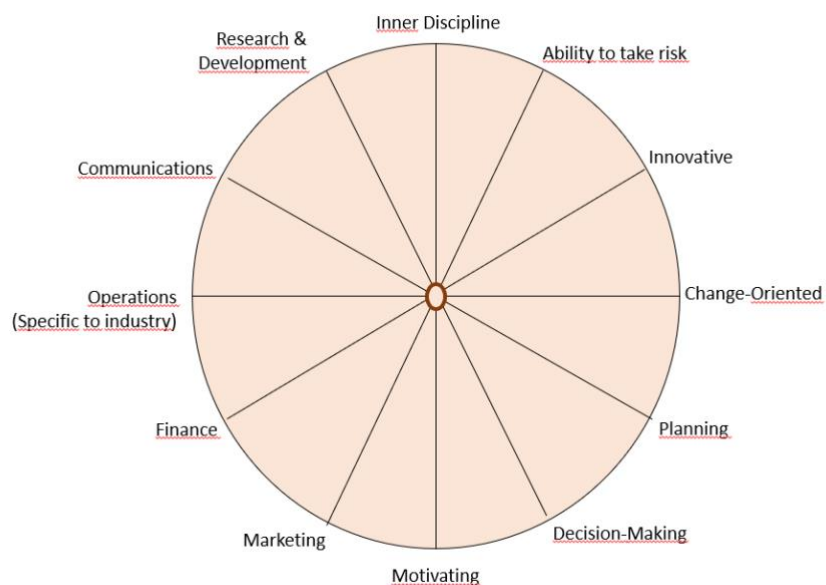 Inner Discipline
Research &
Development
Ability to take risk
Innovative
Communications
Change-Oriented
Operations
(Specific to industry)
Planning
Finance
Decision-Making
Marketing
Motivating